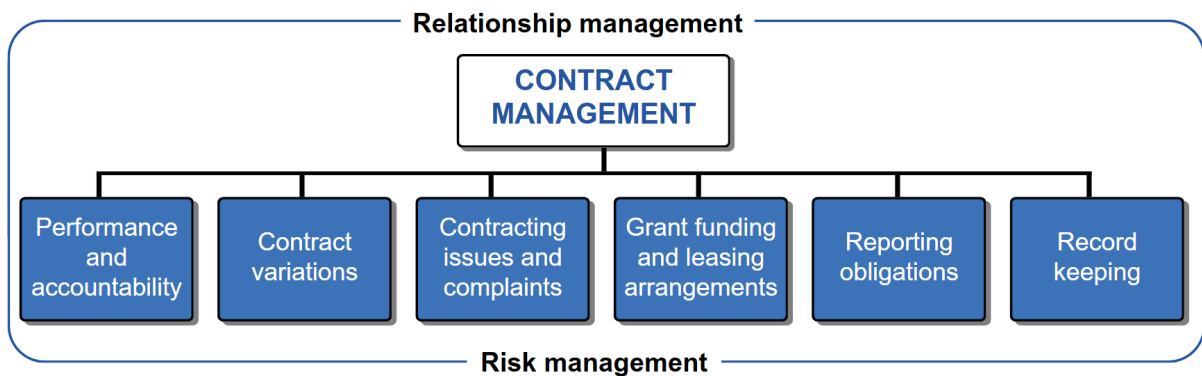 Relationship management
CONTRACT
MANAGEMENT
Performance
and
accountability
Contract
variations
Contracting
issues and
complaints
Grant funding
and leasing
arrangements
Reporting
obligations
Record
keeping
Risk management